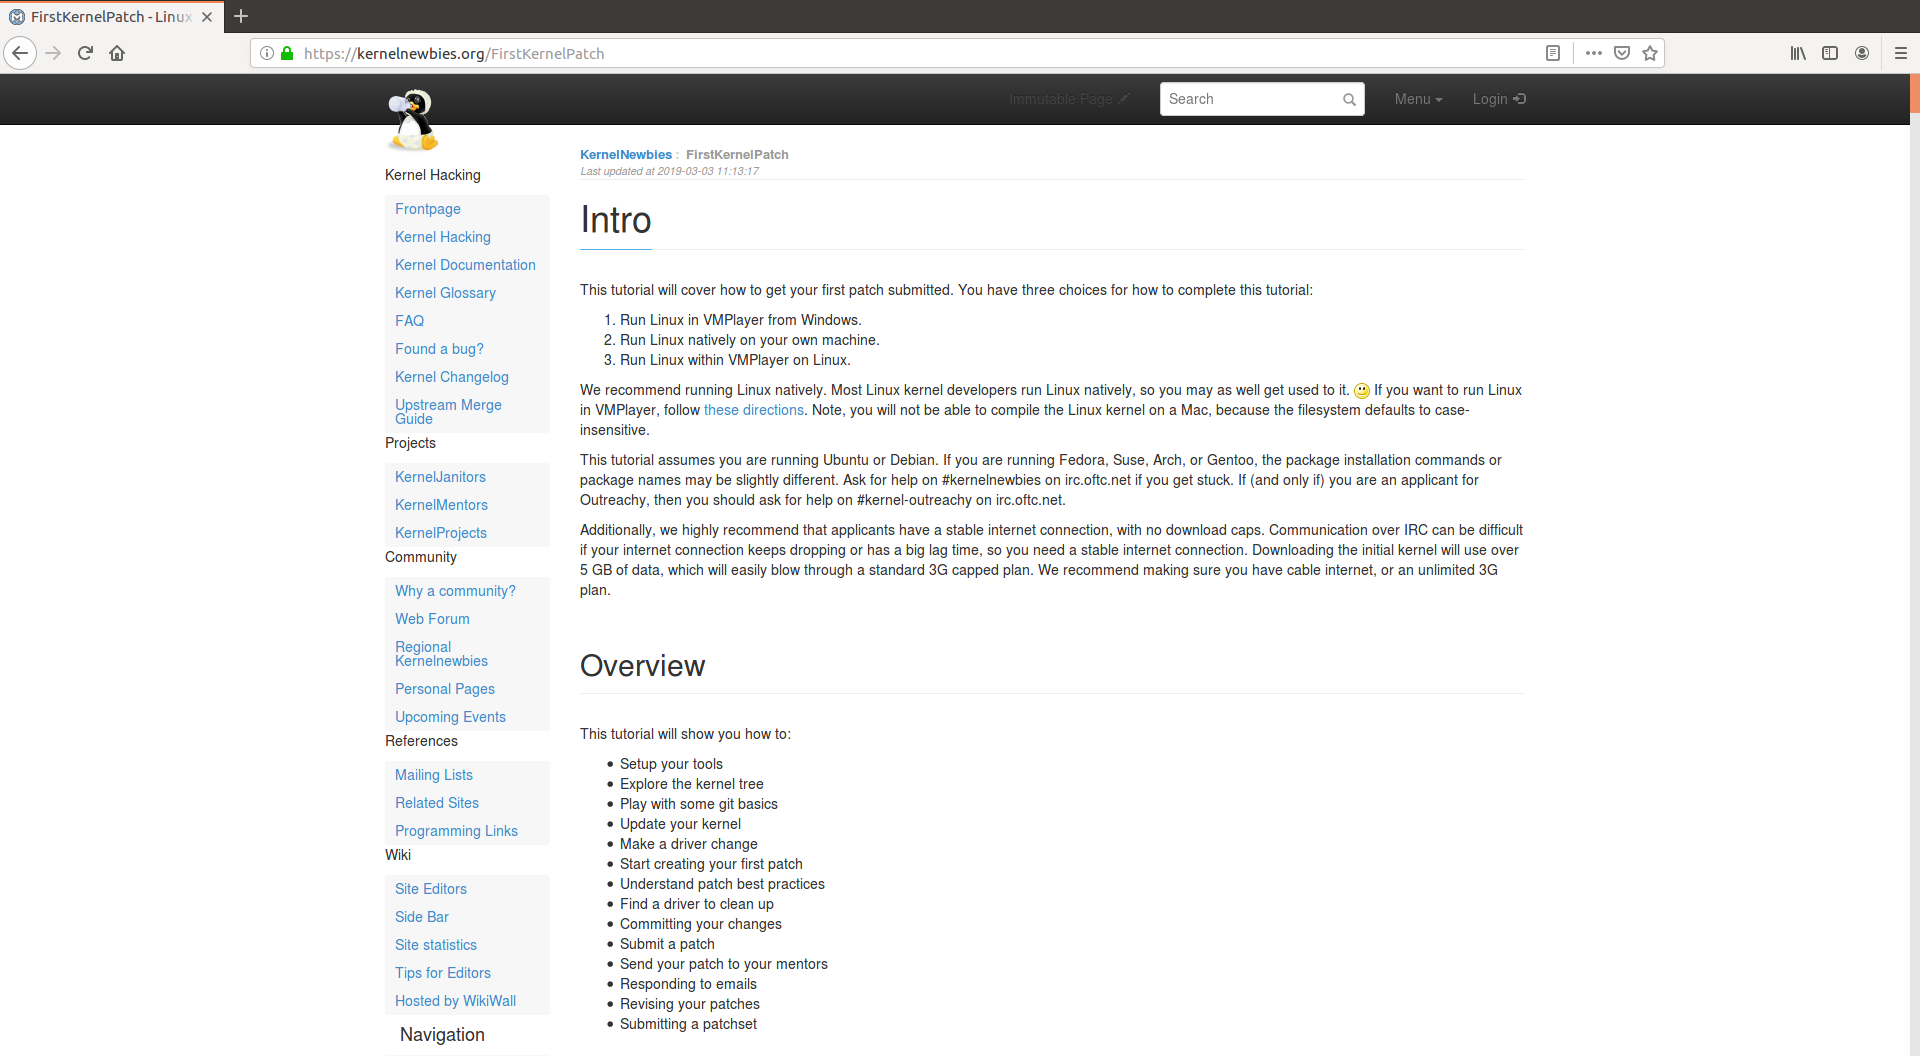 FirstKernelPatch - Linux
https://kernelnewbies.org/FirstKernelPatch
Immutable Page
Search
Menu
Login
Kernel Hacking
Frontpage
Kernel Hacking
Kernel Documentation
Kernel Glossary
FAQ
Found a bug?
Kernel Changelog
Upstream Merge
Guide
Projects
KernelJanitors
KernelMentors
KernelProjects
Community
Why a community?
Web Forum
Regional
Kernelnewbies
Personal Pages
Upcoming Events
References
Mailing Lists
Related Sites
Programming Links
Wiki
Site Editors
Side Bar
Site statistics
Tips for Editors
Hosted by WikiWall
Navigation
KernelNewbies : FirstKernelPatch
Last updated at 2019-03-03 11:13:17
Intro
This tutorial will cover how to get your first patch submitted. You have three choices for how to complete this tutorial:
1. Run Linux in VMPlayer from Windows.
2. Run Linux natively on your own machine.
3. Run Linux within VMPlayer on Linux.
We recommend running Linux natively. Most Linux kernel developers run Linux natively, so you may as well get used to it. If you want to run Linux
in VMPlayer, follow these directions. Note, you will not be able to compile the Linux kernel on a Mac, because the filesystem defaults to case-
insensitive.
This tutorial assumes you are running Ubuntu or Debian. If you are running Fedora, Suse, Arch, or Gentoo, the package installation commands or
package names may be slightly different. Ask for help on #kernelnewbies on irc.oftc.net if you get stuck. If (and only if) you are an applicant for
Outreachy, then you should ask for help on #kernel-outreachy on irc.oftc.net.
Additionally, we highly recommend that applicants have a stable internet connection, with no download caps. Communication over IRC can be difficult
if your internet connection keeps dropping or has a big lag time, so you need a stable internet connection. Downloading the initial kernel will use over
5 GB of data, which will easily blow through a standard 3G capped plan. We recommend making sure you have cable internet, or an unlimited 3G
plan.
Overview
This tutorial will show you how to:
• Setup your tools
• Explore the kernel tree
• Play with some git basics
• Update your kernel
• Make a driver change
• Start creating your first patch
• Understand patch best practices
• Find a driver to clean up
• Committing your changes
• Submit a patch
• Send your patch to your mentors
• Responding to emails
• Revising your patches
• Submitting a patchset